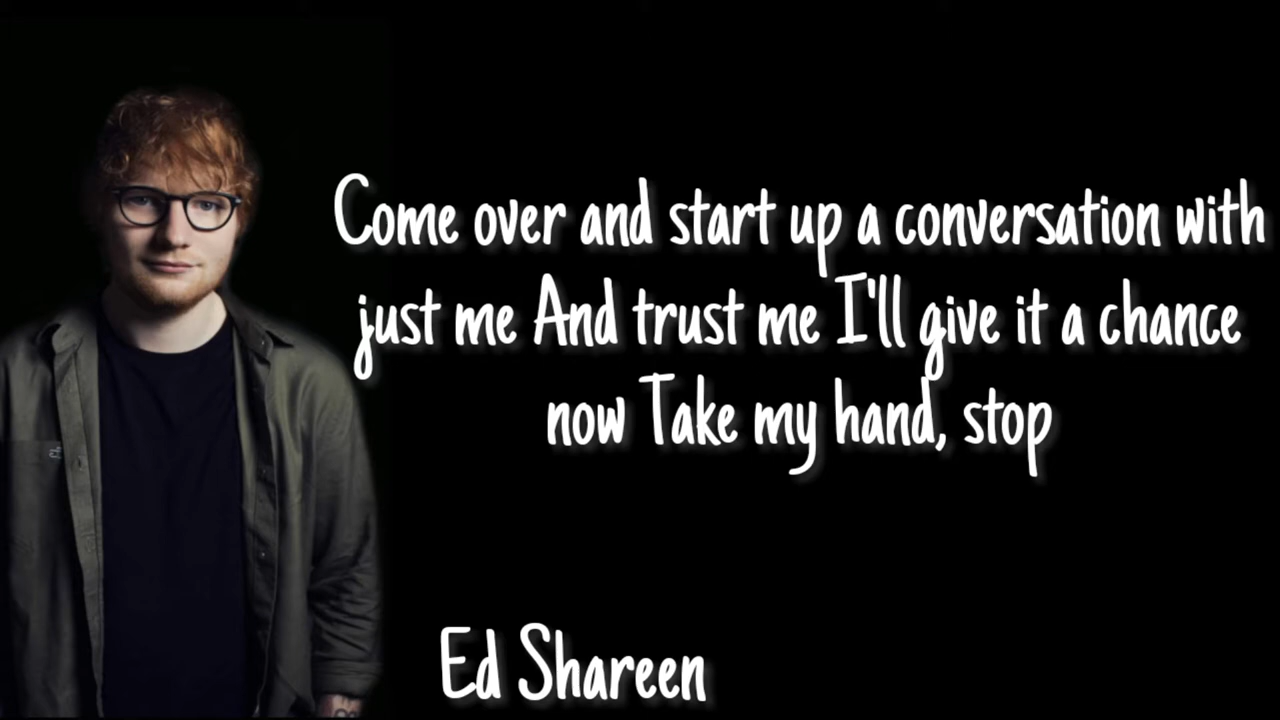 Come over and start up a conversation with
just me And trust me I'll give it a chance
now Take my hand, stop
Ed Shareen